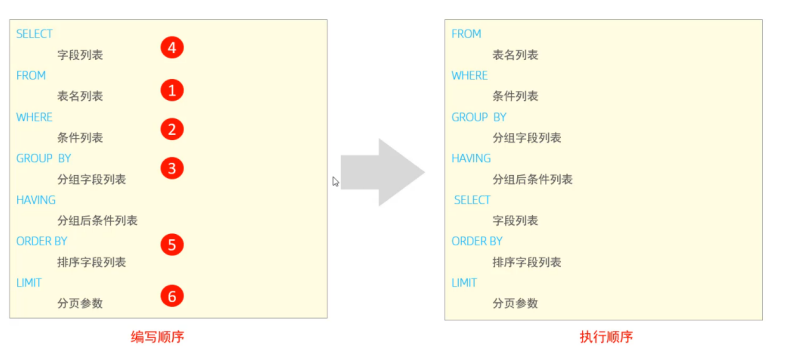 SELECT
字段列表
4
FROM
表名列表
1
WHERE
条件列表
2
GROUP BY
分组字段列表
3
HAVING
分组后条件列表
ORDER BY
排序字段列表
5
LIMIT
分页参数
6
编写顺序
FROM
表名列表
WHERE
条件列表
GROUP BY
分组字段列表
HAVING
分组后条件列表
SELECT
字段列表
ORDER BY
排序字段列表
LIMIT
分页参数
执行顺序